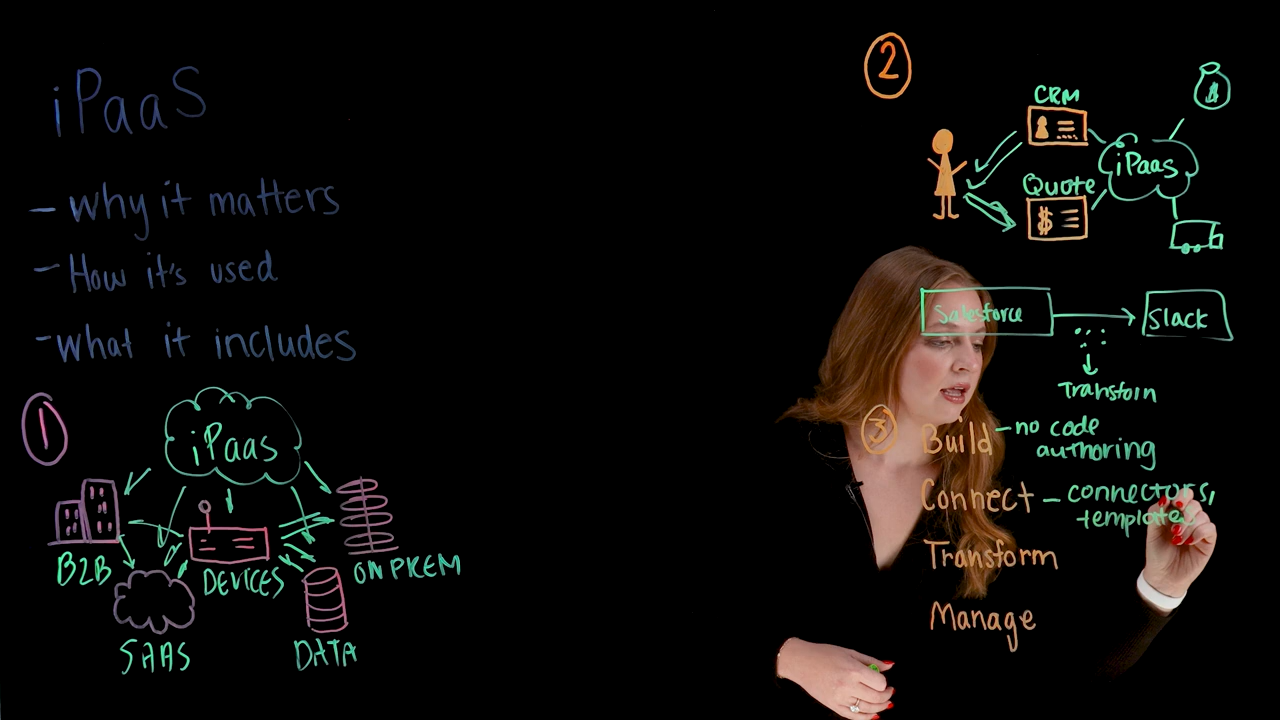 iPaaS
- why it matters
- How it's used
- what it includes
1
iPaas
B2B
DEVICES
ON PREM
SAAS
DATA
2
CRM
$
iPaas
Quote
$
Salesforce
Slack
Transform
3
Build - no code
authoring
Connect - connectors,
templates
Transform
Manage